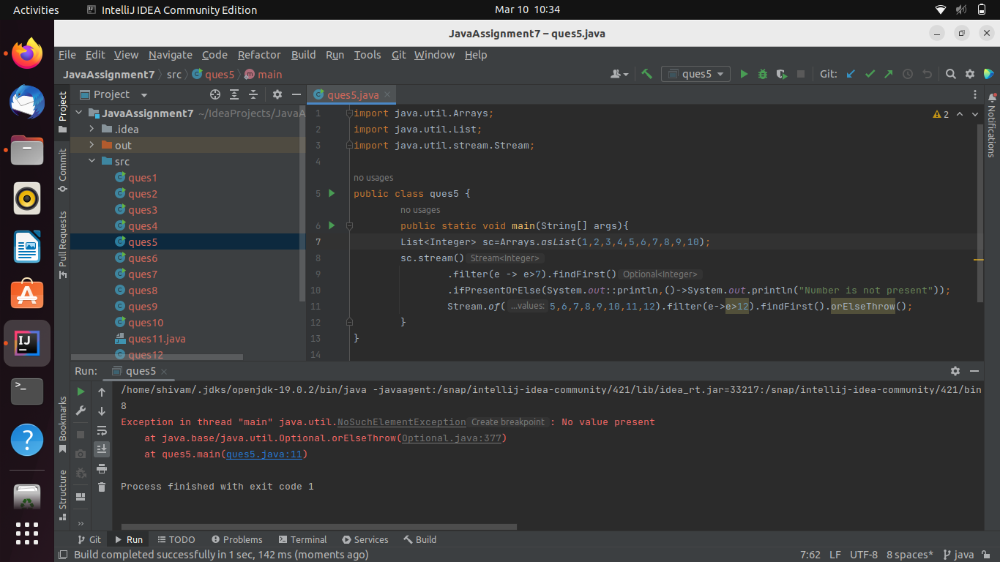 Activities IntelliJ IDEA Community Edition Mar 10 10:34
JavaAssignment7 – ques5.java
File Edit View Navigate Code Refactor Build Run Tools Git Window Help
JavaAssignment7 src ques5 main ques5 Git:
Project
ques5.java
JavaAssignment7 ~/IdeaProjects/JavaA
.idea
out
src
ques1
ques2
ques3
ques4
ques5
ques6
ques7
ques8
ques9
ques10
ques11.java
ques12
1 import java.util.Arrays;
2 import java.util.List;
3 import java.util.stream.Stream;
4
no usages
5 public class ques5 {
no usages
6 public static void main(String[] args){
7 List<Integer> sc=Arrays.asList(1,2,3,4,5,6,7,8,9,10);
8 sc.stream() Stream<Integer>
9 .filter(e -> e>7).findFirst() Optional<Integer>
10 .ifPresentOrElse(System.out::println,()->System.out.println("Number is not present"));
11 Stream.of( ...values: 5,6,7,8,9,10,11,12).filter(e->e>12).findFirst().orElseThrow();
12 }
13 }
14
2
Project
Commit
Pull Requests
Bookmarks
Structure
Notifications
Run: ques5
/home/shivam/.jdks/openjdk-19.0.2/bin/java -javaagent:/snap/intellij-idea-community/421/lib/idea_rt.jar=33217:/snap/intellij-idea-community/421/bin
8
Exception in thread "main" java.util.NoSuchElementException Create breakpoint : No value present
at java.base/java.util.Optional.orElseThrow(Optional.java:377)
at ques5.main(ques5.java:11)
Process finished with exit code 1
Git Run TODO Problems Terminal Services Build
Build completed successfully in 1 sec, 142 ms (moments ago) 7:62 LF UTF-8 8 spaces* java